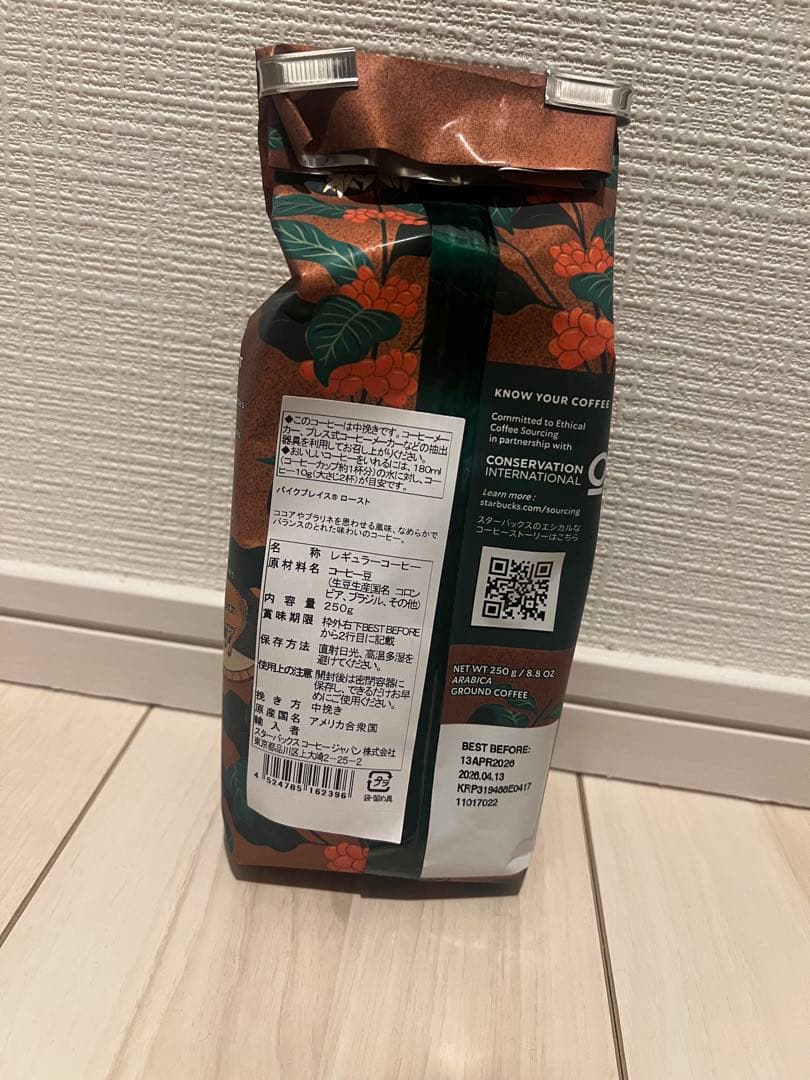 ◆このコーヒーは中挽きです。コーヒーメー
カー、プレス式コーヒーメーカーなどの抽出
器具を利用してお召し上がりください。
◆おいしいコーヒーをいれるには、180ml
(コーヒーカップ約1杯分)の水に対し、コー
ヒー10g(大さじ2杯)が目安です。
パイクプレイス® ロースト
ココアやプラリネを思わせる風味、なめらかで
バランスのとれた味わいのコーヒー。
名 称 レギュラーコーヒー
原材料名 コーヒー豆
(生豆生産国名 コロン
ビア、ブラジル、その他)
内 容 量 250g
賞味期限 枠外右下BEST BEFORE
から2行目に記載
保存方法 直射日光、高温多湿を
避けてください。
使用上の注意 開封後は密閉容器に
保存し、できるだけお早
めにご使用ください。
挽 き 方 中挽き
原産国名 アメリカ合衆国
輸 入 者
スターバックス コーヒー ジャパン 株式会社
東京都品川区上大崎2-25-2
4 524785 162396
プラ
袋・留め具
KNOW YOUR COFFEE
Committed to Ethical
Coffee Sourcing
in partnership with
CONSERVATION
INTERNATIONAL
Learn more:
starbucks.com/sourcing
スターバックスのエシカルな
コーヒーストーリーはこちら
NET WT 250 g / 8.8 OZ
ARABICA
GROUND COFFEE
BEST BEFORE:
13APR2026
2026.04.13
KRP319466E0417
11017022